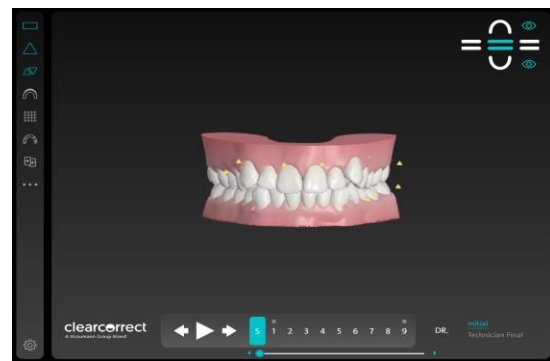 clearcorrect
A Straumann Group Brand
S 1 2 3 4 5 6 7 8 9
DR.
Initial
Technician Final